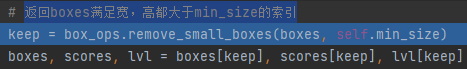 # 返回boxes满足宽，高都大于min_size的索引
keep = box_ops.remove_small_boxes(boxes, self.min_size)
boxes, scores, lvl = boxes[keep], scores[keep], lvl[keep]